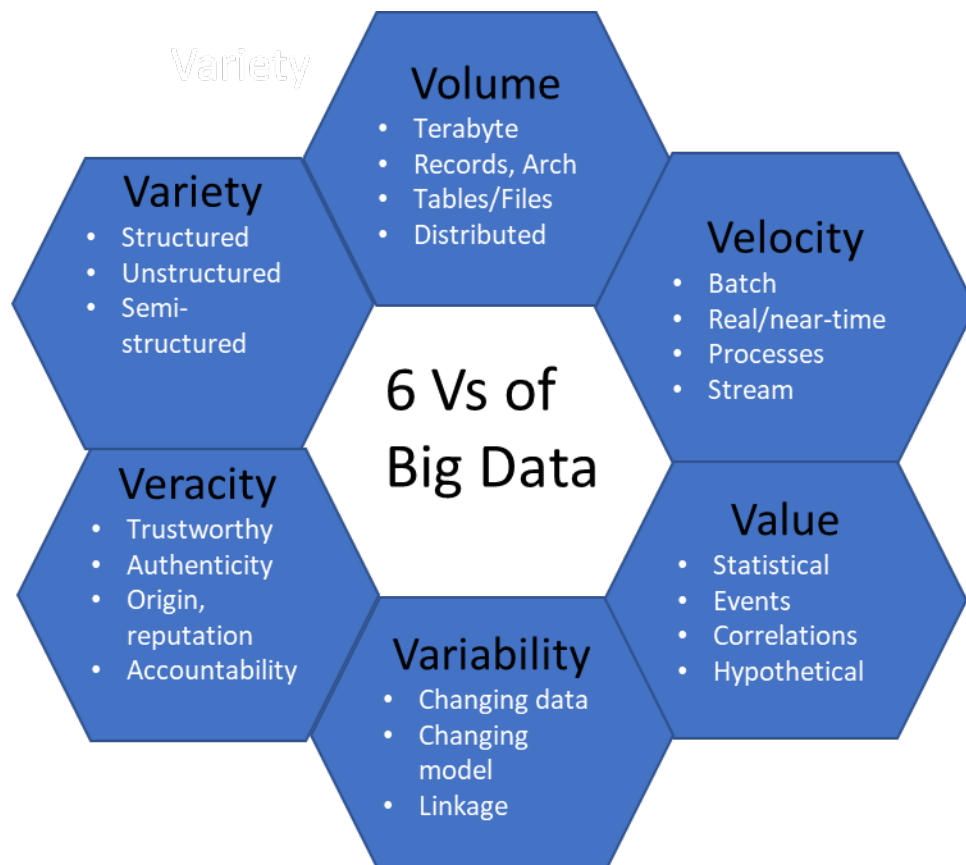 Variety
Volume
• Terabyte
• Records, Arch
• Tables/Files
• Distributed
Variety
• Structured
• Unstructured
• Semi-
structured
Velocity
• Batch
• Real/near-time
• Processes
• Stream
6 Vs of
Big Data
Veracity
• Trustworthy
• Authenticity
• Origin,
reputation
• Accountability
Value
• Statistical
• Events
• Correlations
• Hypothetical
Variability
• Changing data
• Changing
model
• Linkage